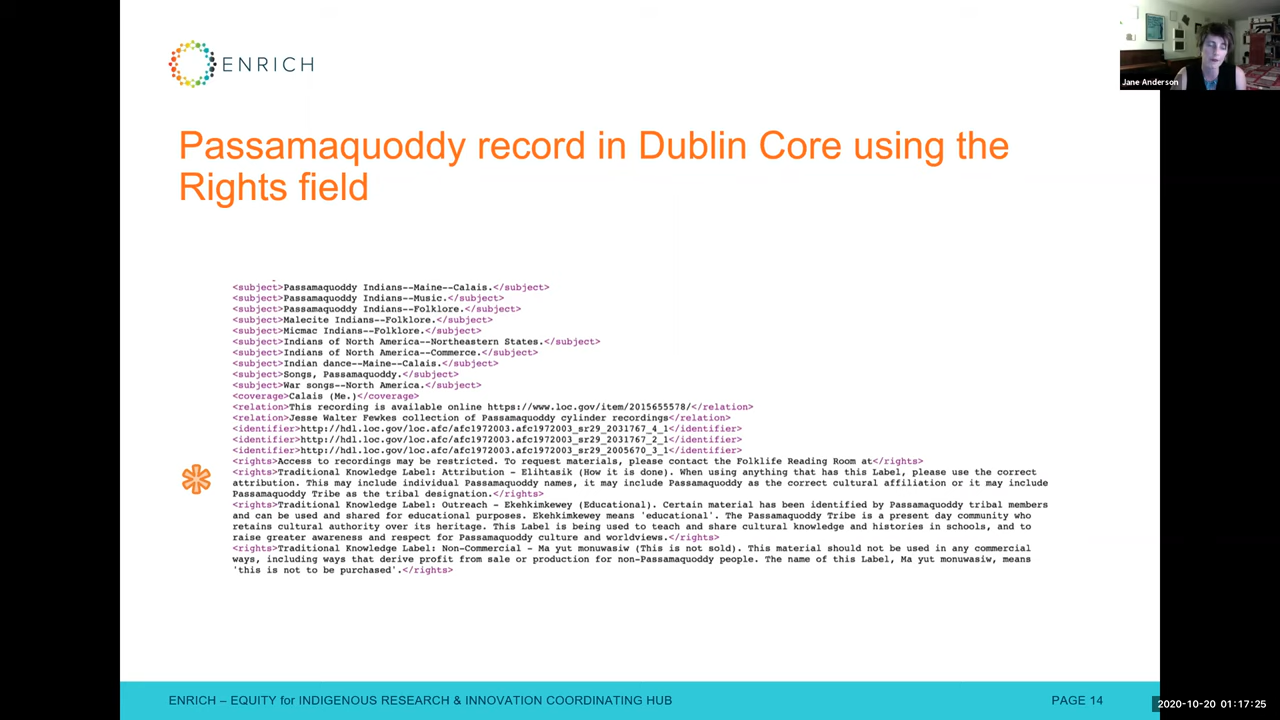 ENRICH
Jane Anderson
Passamaquoddy record in Dublin Core using the
Rights field
<subject>Passamaquoddy Indians--Maine--Calais.</subject>
<subject>Passamaquoddy Indians--Music.</subject>
<subject>Passamaquoddy Indians--Folklore.</subject>
<subject>Malecite Indians--Folklore.</subject>
<subject>Micmac Indians--Folklore.</subject>
<subject>Indians of North America--Northeastern States.</subject>
<subject>Indians of North America--Commerce.</subject>
<subject>Indian dance--Maine--Calais.</subject>
<subject>Songs, Passamaquoddy.</subject>
<subject>War songs--North America.</subject>
<coverage>Calais (Me.)</coverage>
<relation>This recording is available online https://www.loc.gov/item/2015655578/</relation>
<relation>Jesse Walter Fewkes collection of Passamaquoddy cylinder recordings</relation>
<identifier>http://hdl.loc.gov/loc.afc/afc1972003.afc1972003_sr29_2031767_4_1</identifier>
<identifier>http://hdl.loc.gov/loc.afc/afc1972003.afc1972003_sr29_2031767_2_1</identifier>
<identifier>http://hdl.loc.gov/loc.afc/afc1972003.afc1972003_sr29_2005670_3_1</identifier>
<rights>Access to recordings may be restricted. To request materials, please contact the Folklife Reading Room at</rights>
<rights>Traditional Knowledge Label: Attribution - Elihtasik (How it is done). When using anything that has this Label, please use the correct
attribution. This may include individual Passamaquoddy names, it may include Passamaquoddy as the correct cultural affiliation or it may include
Passamaquoddy Tribe as the tribal designation.</rights>
<rights>Traditional Knowledge Label: Outreach - Ekehkimkewey (Educational). Certain material has been identified by Passamaquoddy tribal members
and can be used and shared for educational purposes. Ekehkimkewey means 'educational'. The Passamaquoddy Tribe is a present day community who
retains cultural authority over its heritage. This Label is being used to teach and share cultural knowledge and histories in schools, and to
raise greater awareness and respect for Passamaquoddy culture and worldviews.</rights>
<rights>Traditional Knowledge Label: Non-Commercial - Ma yut monuwasiw (This is not sold). This material should not be used in any commercial
ways, including ways that derive profit from sale or production for non-Passamaquoddy people. The name of this Label, Ma yut monuwasiw, means
'this is not to be purchased'.</rights>
ENRICH – EQUITY for INDIGENOUS RESEARCH & INNOVATION COORDINATING HUB
PAGE 14
2020-10-20 01:17:25